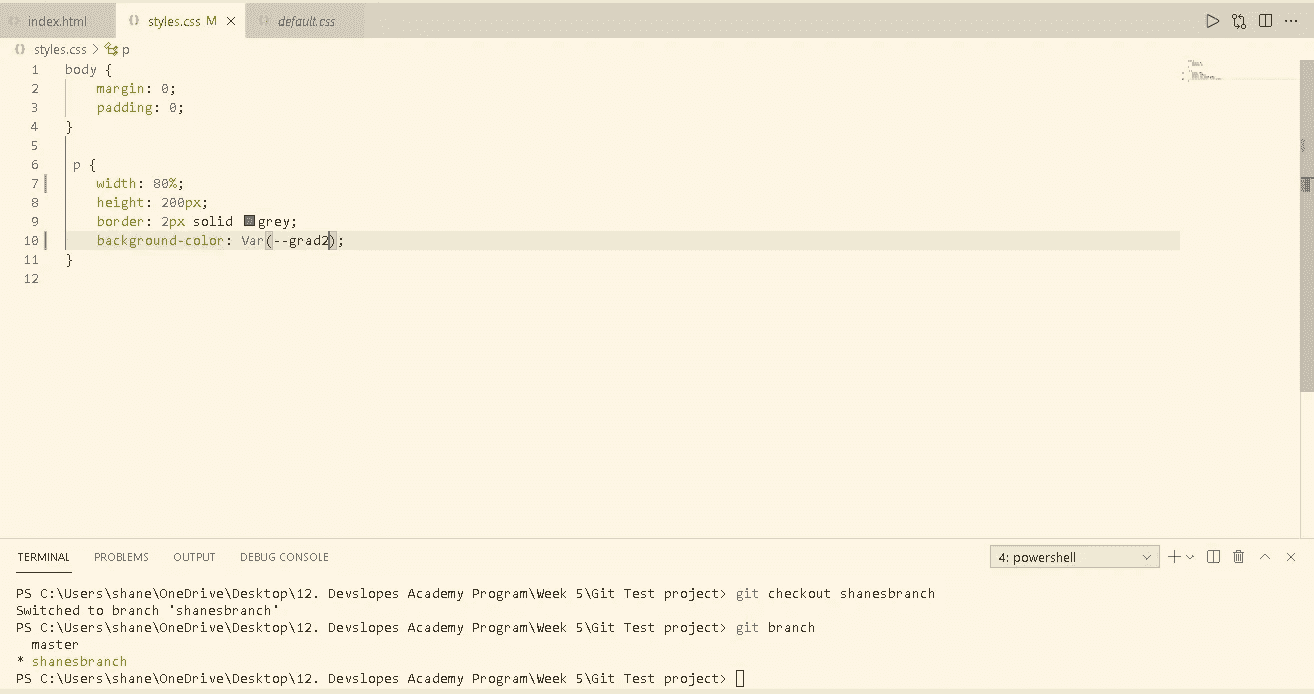 index.html styles.css M default.css
styles.css > p
1 body {
2 margin: 0;
3 padding: 0;
4 }
5
6 p {
7 width: 80%;
8 height: 200px;
9 border: 2px solid grey;
10 background-color: Var(--grad2);
11 }
12
TERMINAL PROBLEMS OUTPUT DEBUG CONSOLE 4: powershell
PS C:\Users\shane\OneDrive\Desktop\12. Devslopes Academy Program\Week 5\Git Test project> git checkout shanesbranch
Switched to branch 'shanesbranch'
PS C:\Users\shane\OneDrive\Desktop\12. Devslopes Academy Program\Week 5\Git Test project> git branch
master
* shanesbranch
PS C:\Users\shane\OneDrive\Desktop\12. Devslopes Academy Program\Week 5\Git Test project>